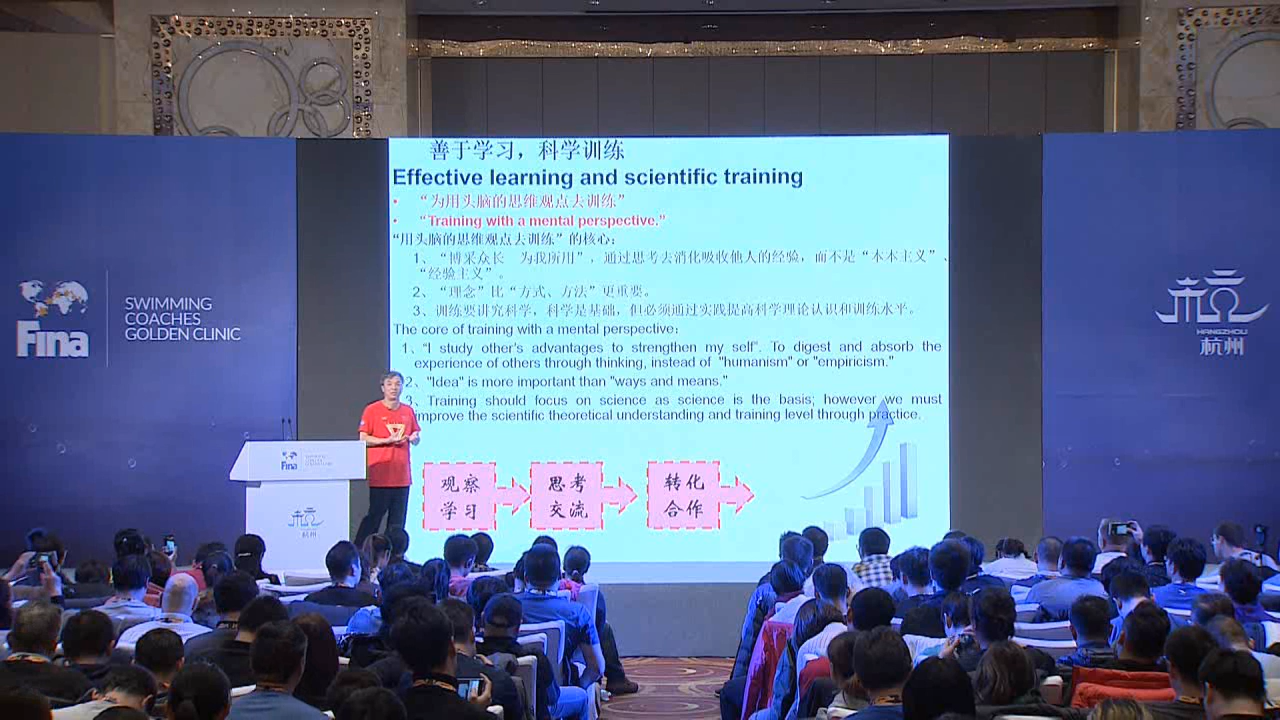 善于学习，科学训练
Effective learning and scientific training
• “为用头脑的思维观点去训练”
• “Training with a mental perspective.”
“用头脑的思维观点去训练”的核心：
1、“博采众长 为我所用”，通过思考去消化吸收他人的经验，而不是“本本主义”、
“经验主义”。
2、“理念”比“方式、方法”更重要。
3、训练要讲究科学，科学是基础，但必须通过实践提高科学理论认识和训练水平。
The core of training with a mental perspective：
1、“I study other's advantages to strengthen my self”. To digest and absorb the
experience of others through thinking, instead of "humanism" or "empiricism."
2、"Idea" is more important than "ways and means."
3、Training should focus on science as science is the basis; however we must
improve the scientific theoretical understanding and training level through practice.
观察
学习
思考
交流
转化
合作
Fina
SWIMMING
COACHES
GOLDEN CLINIC
HANGZHOU
杭州
Fina
杭州